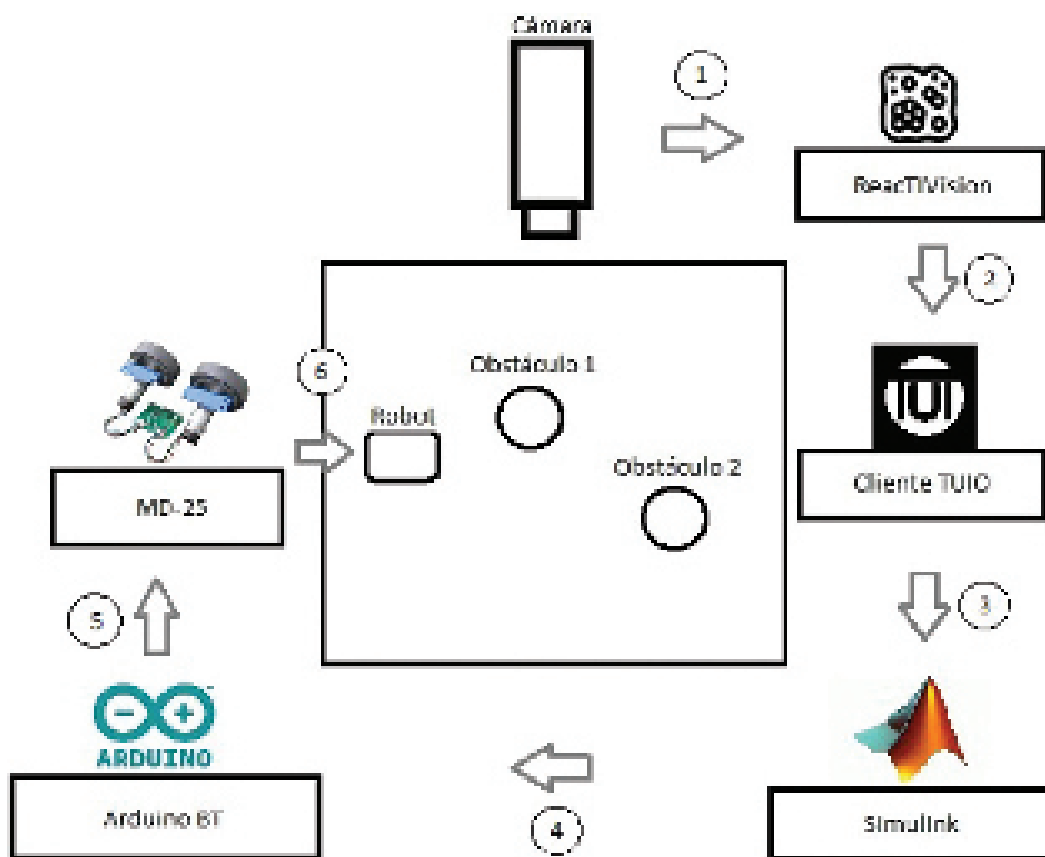 Cámara
1
ReacTIVision
2
6
Obstáculo 1
Robot
TUI
Obstáculo 2
Cliente TUIO
MD-25
3
5
ARDUINO
Arduino BT
4
Simulink